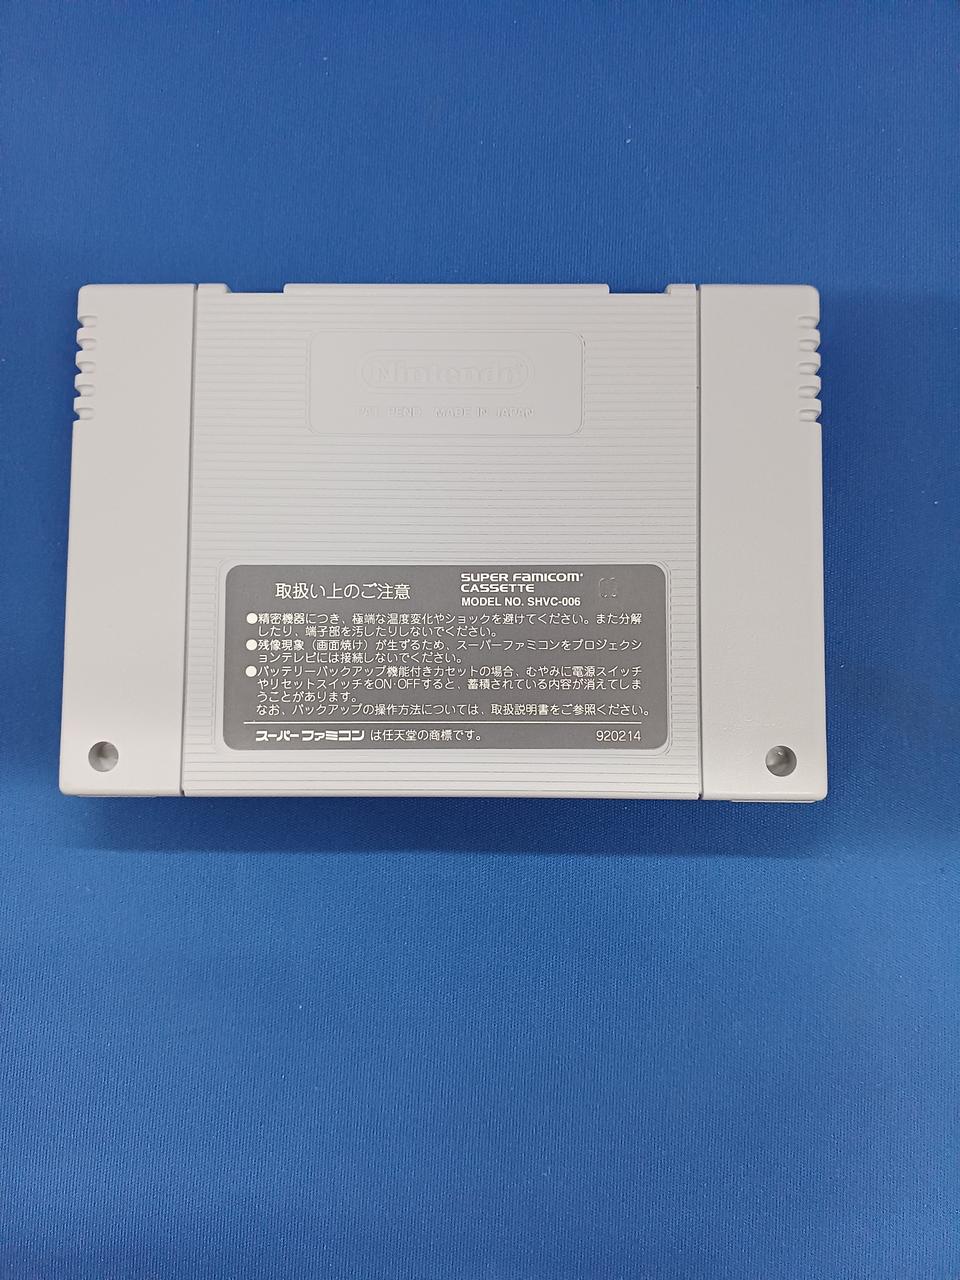 Nintendo
PAT. PEND. MADE IN JAPAN
取扱い上のご注意
SUPER FAMICOM
CASSETTE
MODEL NO. SHVC-006
●精密機器につき、極端な温度変化やショックを避けてください。また分解
したり、端子部を汚したりしないでください。
●残像現象（画面焼け）が生ずるため、スーパーファミコンをプロジェクシ
ョンテレビには接続しないでください。
●バッテリーバックアップ機能付きカセットの場合、むやみに電源スイッチ
やリセットスイッチをON・OFFすると、蓄積されている内容が消えてしま
うことがあります。
なお、バックアップの操作方法については、取扱説明書をご参照ください。
スーパーファミコン は任天堂の商標です。
920214